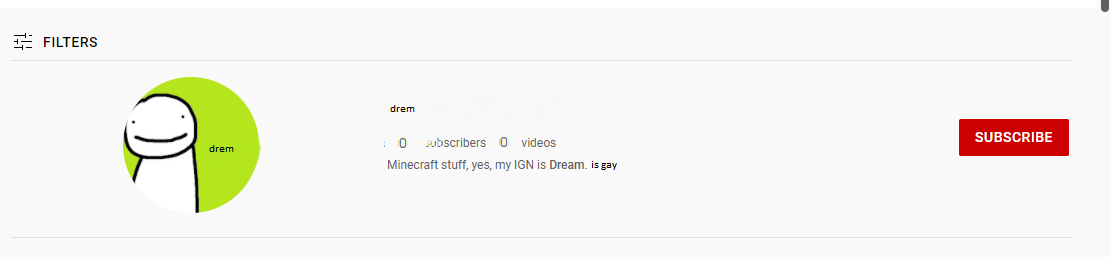 FILTERS
drem
drem
0 subscribers 0 videos
SUBSCRIBE
Minecraft stuff, yes, my IGN is Dream. is gay